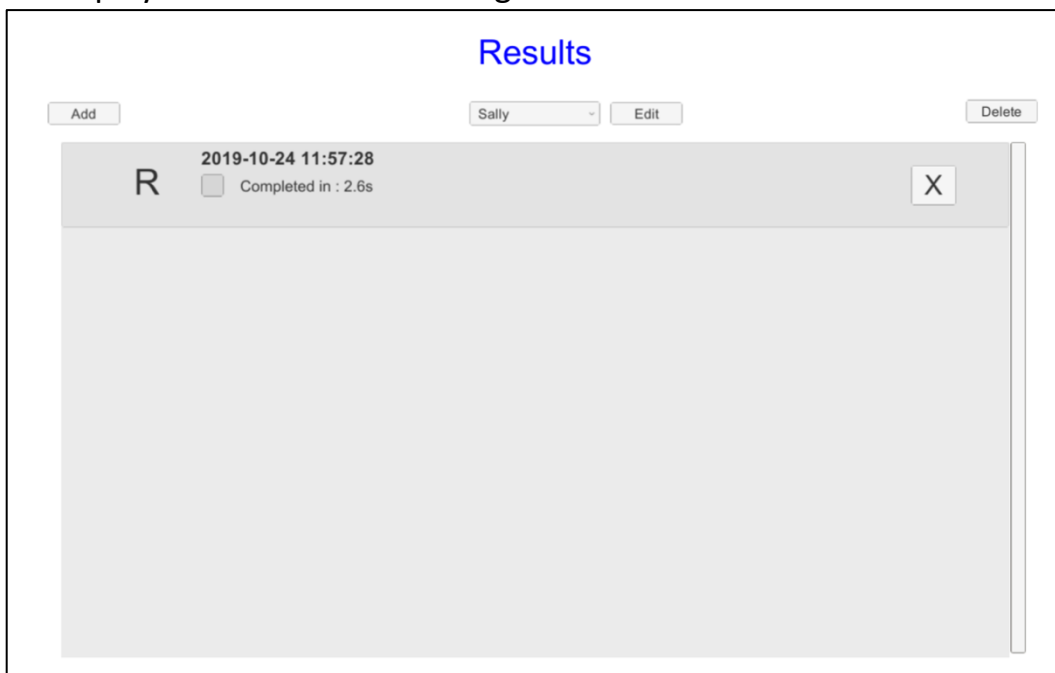 Results
Add
Sally
Edit
Delete
R
2019-10-24 11:57:28
Completed in : 2.6s
X